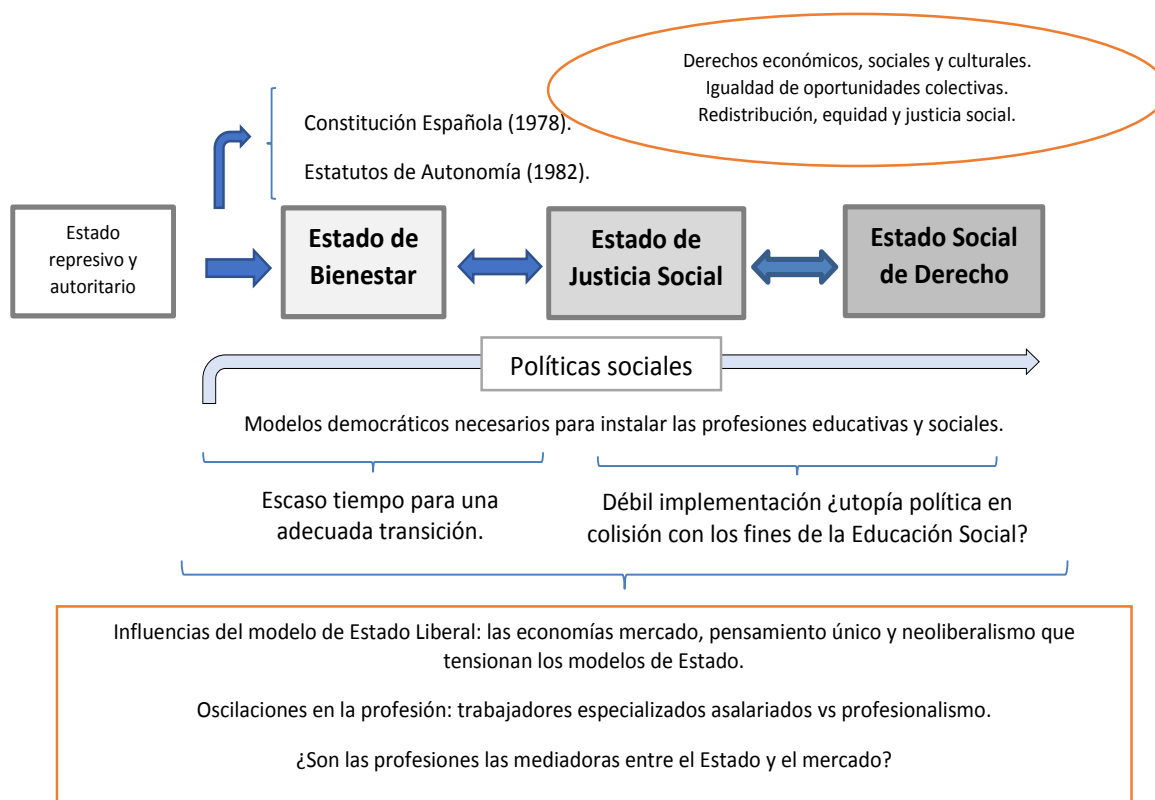 Derechos económicos, sociales y culturales.
Igualdad de oportunidades colectivas.
Redistribución, equidad y justicia social.
Constitución Española (1978).
Estatutos de Autonomía (1982).
Estado
represivo y
autoritario
Estado de
Bienestar
Estado de
Justicia Social
Estado Social
de Derecho
Políticas sociales
Modelos democráticos necesarios para instalar las profesiones educativas y sociales.
Escaso tiempo para una
adecuada transición.
Débil implementación ¿utopía política en
colisión con los fines de la Educación Social?
Influencias del modelo de Estado Liberal: las economías mercado, pensamiento único y neoliberalismo que
tensionan los modelos de Estado.
Oscilaciones en la profesión: trabajadores especializados asalariados vs profesionalismo.
¿Son las profesiones las mediadoras entre el Estado y el mercado?